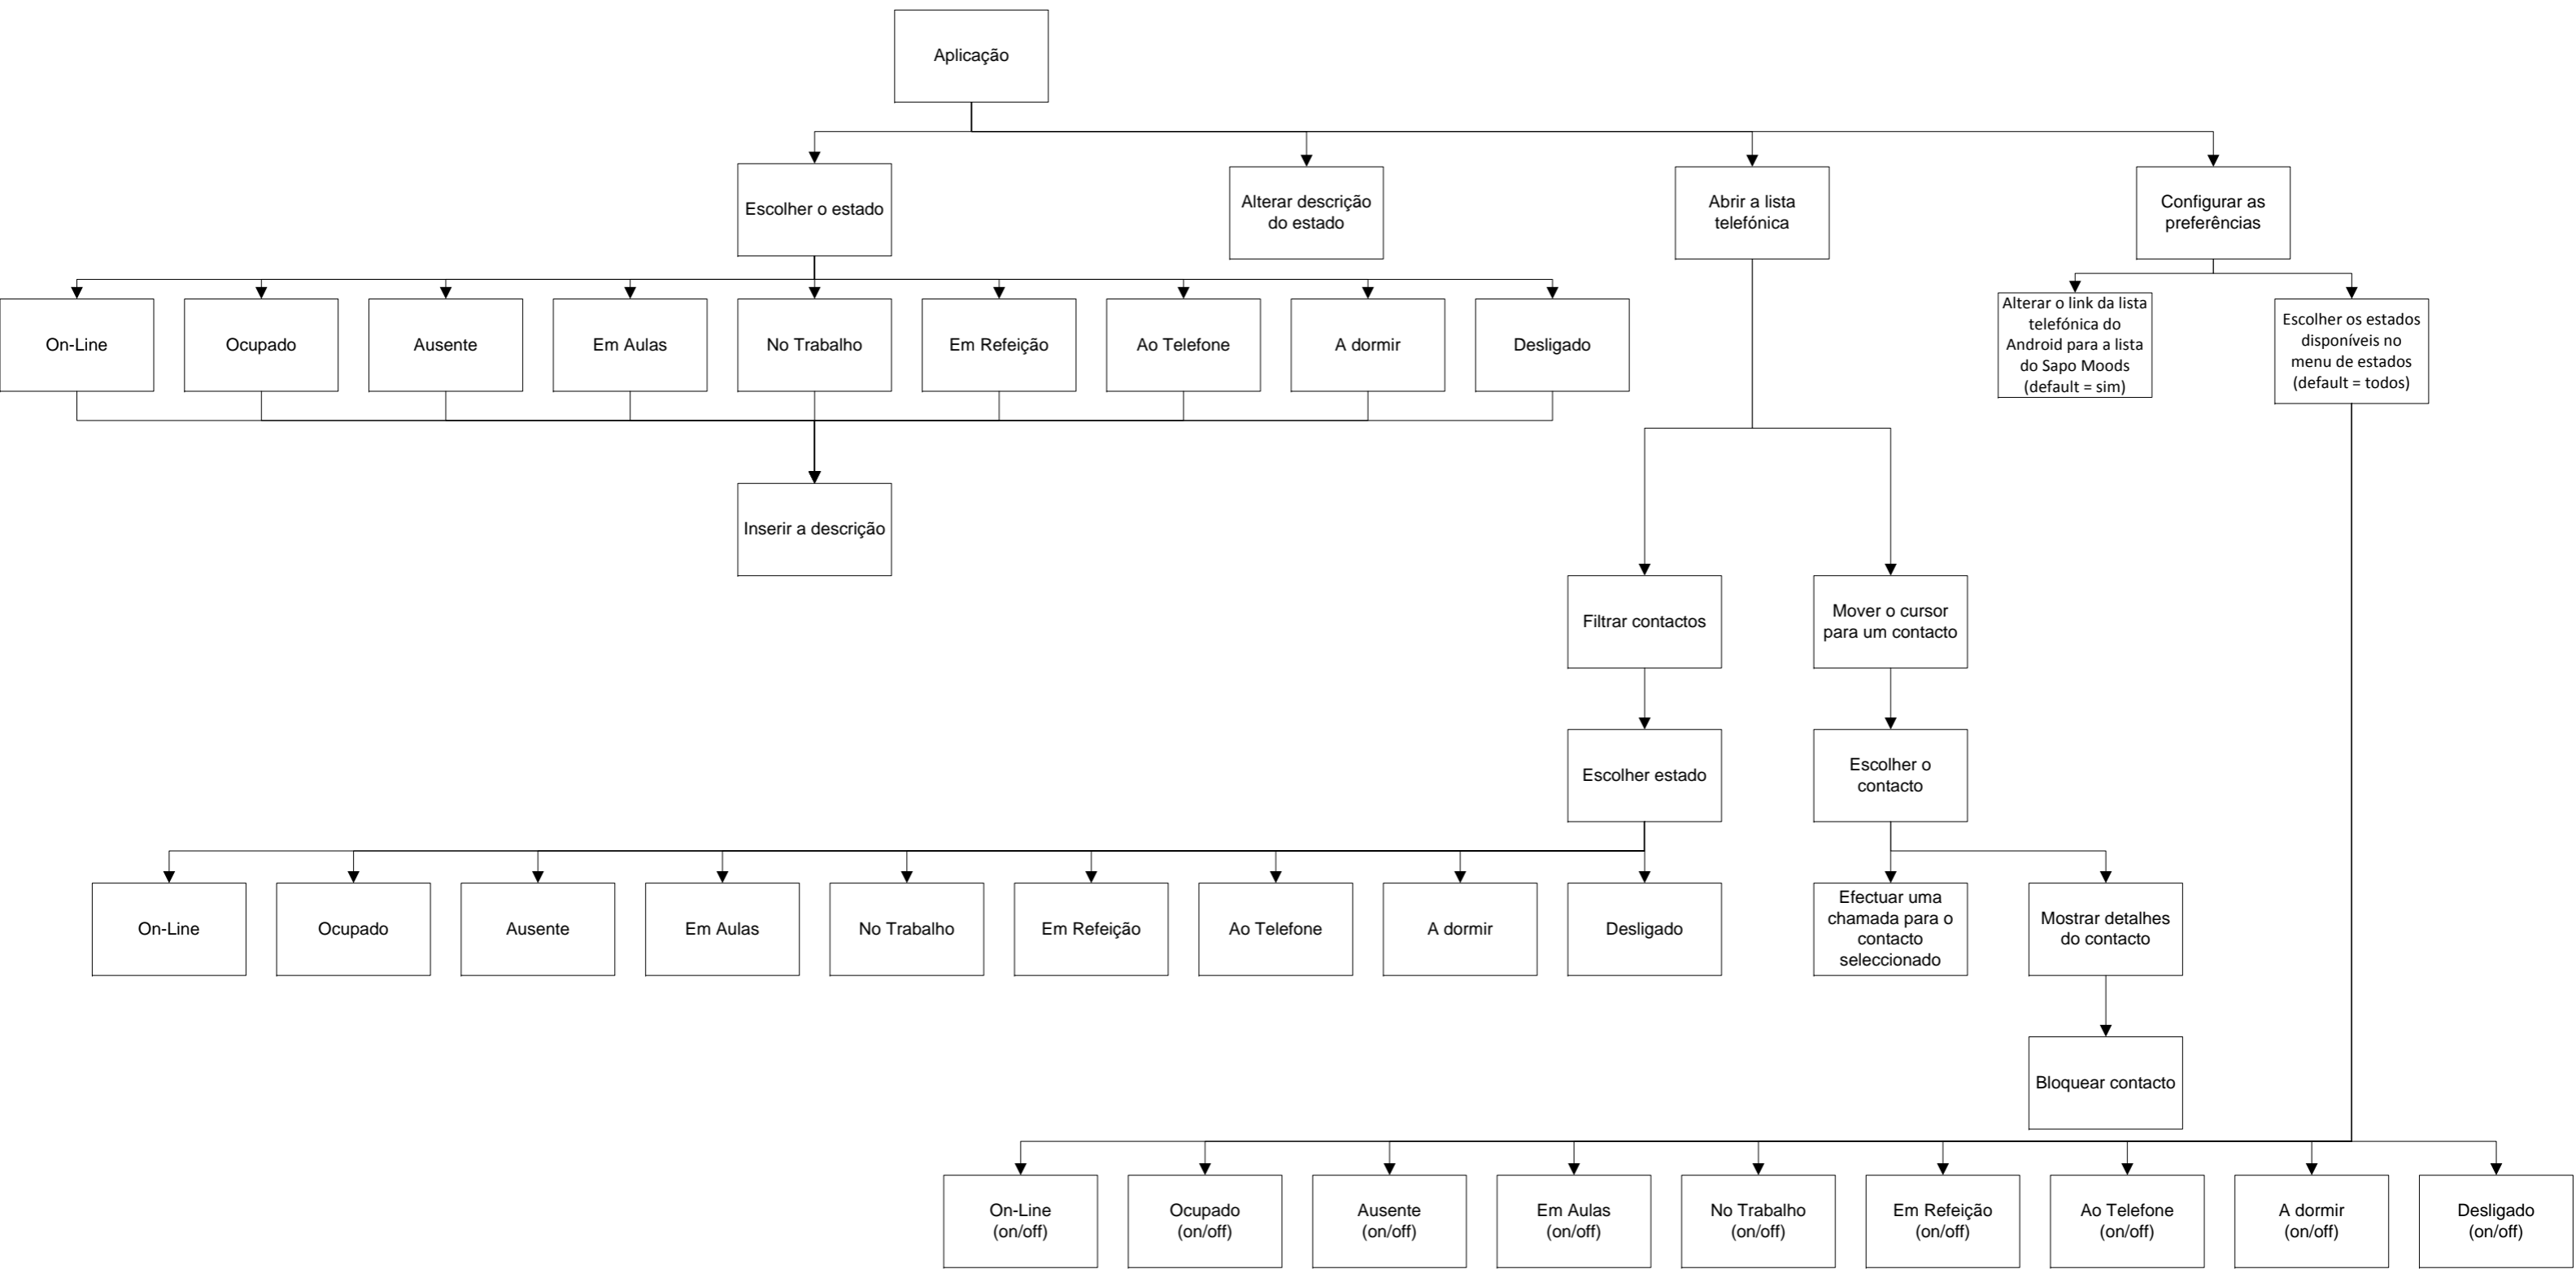 Aplicação
Escolher o estado
Alterar descrição
do estado
Abrir a lista
telefónica
Configurar as
preferências
On-Line
Ocupado
Ausente
Em Aulas
No Trabalho
Em Refeição
Ao Telefone
A dormir
Desligado
Alterar o link da lista
telefónica do
Android para a lista
do Sapo Moods
(default = sim)
Escolher os estados
disponíveis no
menu de estados
(default = todos)
Inserir a descrição
Filtrar contactos
Mover o cursor
para um contacto
Escolher estado
Escolher o
contacto
On-Line
Ocupado
Ausente
Em Aulas
No Trabalho
Em Refeição
Ao Telefone
A dormir
Desligado
Efectuar uma
chamada para o
contacto
seleccionado
Mostrar detalhes
do contacto
Bloquear contacto
On-Line
(on/off)
Ocupado
(on/off)
Ausente
(on/off)
Em Aulas
(on/off)
No Trabalho
(on/off)
Em Refeição
(on/off)
Ao Telefone
(on/off)
A dormir
(on/off)
Desligado
(on/off)